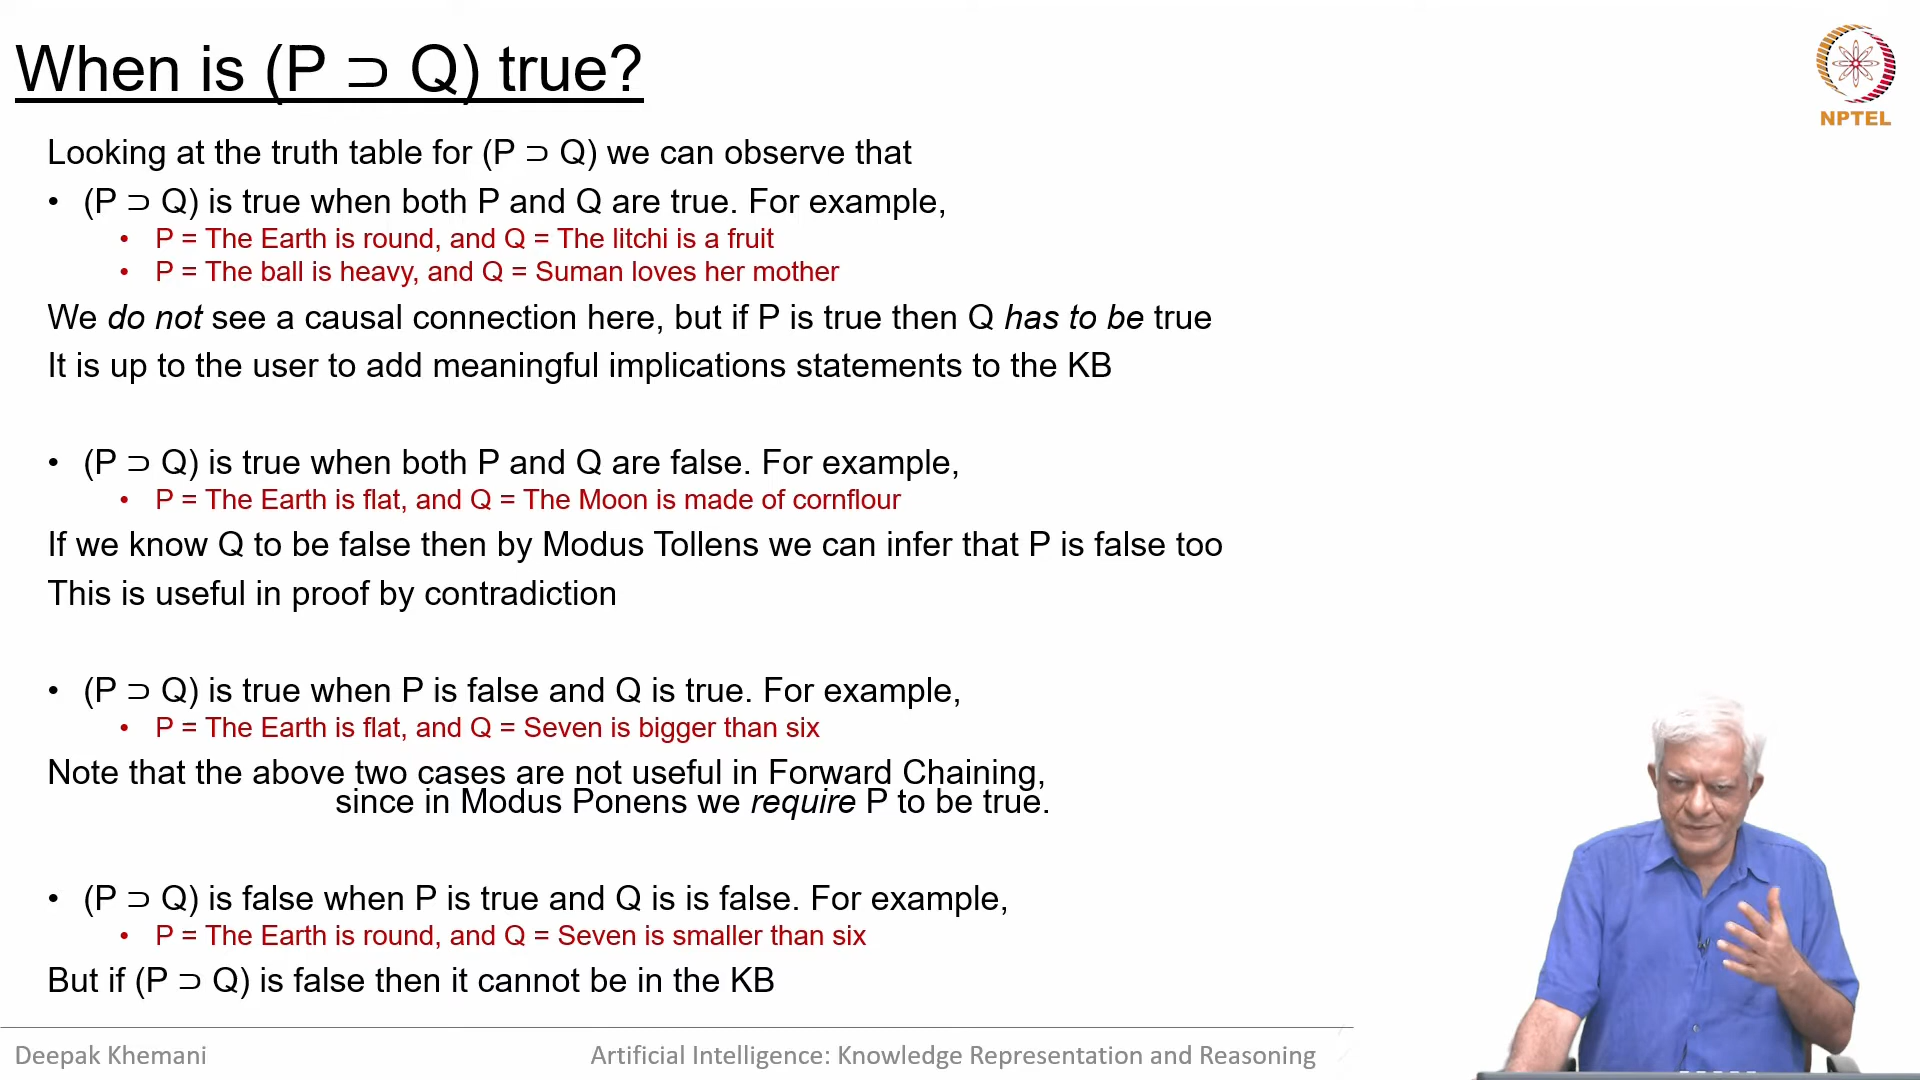 When is (P ⊃ Q) true?
NPTEL
Looking at the truth table for (P ⊃ Q) we can observe that
• (P ⊃ Q) is true when both P and Q are true. For example,
• P = The Earth is round, and Q = The litchi is a fruit
• P = The ball is heavy, and Q = Suman loves her mother
We do not see a causal connection here, but if P is true then Q has to be true
It is up to the user to add meaningful implications statements to the KB
• (P ⊃ Q) is true when both P and Q are false. For example,
• P = The Earth is flat, and Q = The Moon is made of cornflour
If we know Q to be false then by Modus Tollens we can infer that P is false too
This is useful in proof by contradiction
• (P ⊃ Q) is true when P is false and Q is true. For example,
• P = The Earth is flat, and Q = Seven is bigger than six
Note that the above two cases are not useful in Forward Chaining,
since in Modus Ponens we require P to be true.
• (P ⊃ Q) is false when P is true and Q is is false. For example,
• P = The Earth is round, and Q = Seven is smaller than six
But if (P ⊃ Q) is false then it cannot be in the KB
Deepak Khemani
Artificial Intelligence: Knowledge Representation and Reasoning